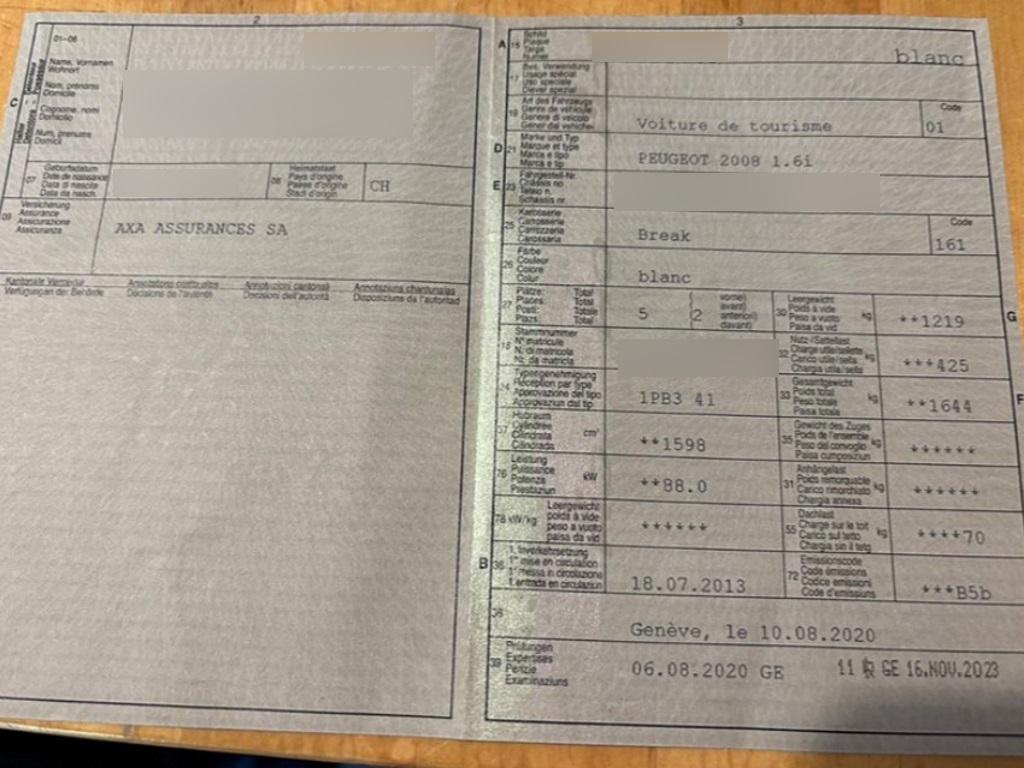 2
01-06
C
Name, Vornamen
Wohnort
Nom, prénoms
Domicile
Cognome, nomi
Domicilio
Num, prenums
Domicil
07
Geburtsdatum
Date de naissance
Data di nascita
Data da nasch.
08
Heimatstaat
Pays d'origine
Paese d'origine
Stadi d'origin
CH
09
Versicherung
Assurance
Assicurazione
Assicuranza
AXA ASSURANCES SA
Kantonale Vermerke
Verfügungen der Behörde
Annotations cantonales
Décisions de l'autorité
Annotazioni cantonali
Decisioni dell'autorità
Annotaziuns chantunalas
Disposiziuns da l'autoritad
3
A 15
Schild
Plaque
Targa
Numer
blanc
17
Bes. Verwendung
Usage spécial
Uso speciale
Diever spezial
19
Art des Fahrzeugs
Genre de véhicule
Genere di veicolo
Gener dal vehichel
Voiture de tourisme
Code
01
D 21
Marke und Typ
Marque et type
Marca e tipo
Marca e tip
PEUGEOT 2008 1.6i
E 23
Fahrgestell-Nr.
Châssis no
Telaio n.
Schassis nr.
25
Karosserie
Carrosserie
Carrozzeria
Carossaria
Break
Code
161
26
Farbe
Couleur
Colore
Colur
blanc
27
Plätze: Total
Places: Total
Posti: Totale
Plazs: Total
5
(2
vorne)
avant)
anteriori)
davant)
30
Leergewicht
Poids à vide
Peso a vuoto
Paisa da vid
kg
**1219
G
18
Stammnummer
N° matricule
N. di matricola
Nr. da matricla
32
Nutz-/Sattellast
Charge utile/sellette
Carico utile/sella
Chargia utila/sella
kg
***425
24
Typengenehmigung
Réception par type
Approvazione del tipo
Approvaziun dal tip
1PB3 41
33
Gesamtgewicht
Poids total
Peso totale
Paisa totala
kg
**1644
F
37
Hubraum
Cylindrée
Cilindrata
Cilindrada
cm³
**1598
35
Gewicht des Zuges
Poids de l'ensemble
Peso del convoglio
Paisa cumposiziun
kg
******
76
Leistung
Puissance
Potenza
Prestaziun
kW
**88.0
31
Anhängelast
Poids remorquable
Carico rimorchiato
Chargia annexa
kg
******
78 kW/kg
Leergewicht
poids à vide
peso a vuoto
paisa da vid
******
55
Dachlast
Charge sur le toit
Carico sul tetto
Chargia sin il tetg
kg
****70
B 36
1. Inverkehrsetzung
1re mise en circulation
1a messa in circolazione
1. entrada en circulaziun
18.07.2013
72
Emissionscode
Code émissions
Codice emissioni
Code d'emissiuns
***B5b
38
Genève, le 10.08.2020
39
Prüfungen
Expertises
Perizie
Examinaziuns
06.08.2020 GE
11
GE 16.NOV.2023